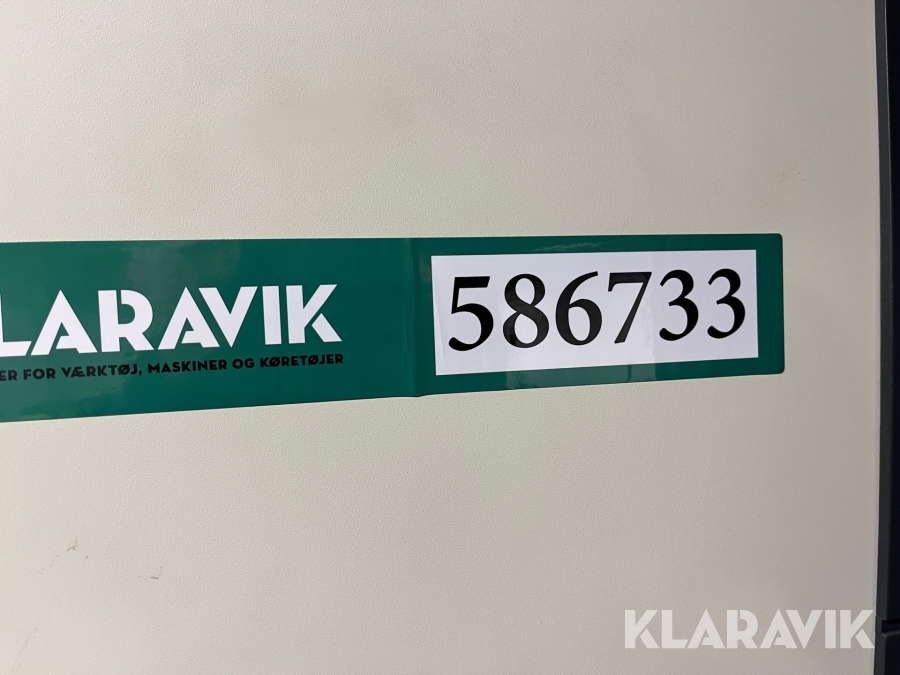 LARAVIK
ER FOR VÆRKTØJ, MASKINER OG KØRETØJER
586733
KLARAVIK